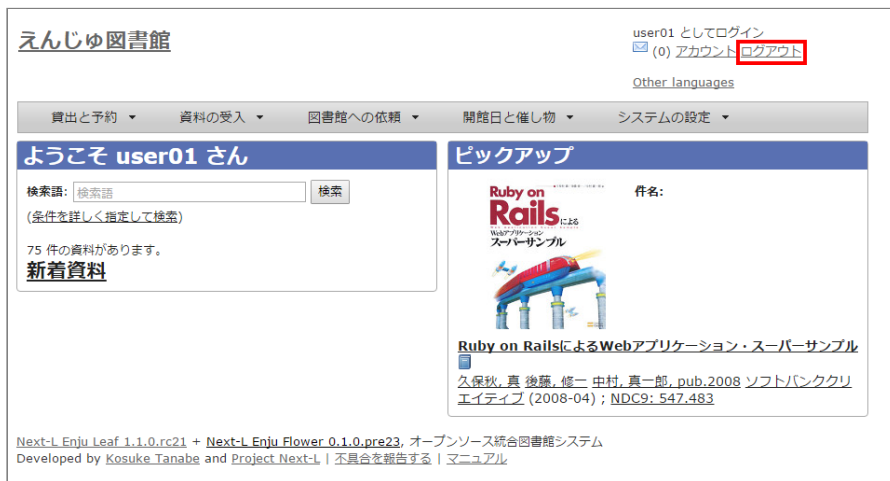 えんじゅ図書館
user01 としてログイン
(0) アカウント ログアウト
Other languages
貸出と予約 ▼ 資料の受入 ▼ 図書館への依頼 ▼ 開館日と催し物 ▼ システムの設定 ▼
ようこそ user01 さん
検索語: 検索語 検索
(条件を詳しく指定して検索)
75 件の資料があります。
新着資料
ピックアップ
Ruby on
Rails による
Webアプリケーション
スーパーサンプル
件名:
Ruby on RailsによるWebアプリケーション・スーパーサンプル
久保秋, 真 後藤, 修一 中村, 真一郎, pub.2008 ソフトバンククリ
エイティブ (2008-04) ; NDC9: 547.483
Next-L Enju Leaf 1.1.0.rc21 + Next-L Enju Flower 0.1.0.pre23, オープンソース統合図書館システム
Developed by Kosuke Tanabe and Project Next-L | 不具合を報告する | マニュアル